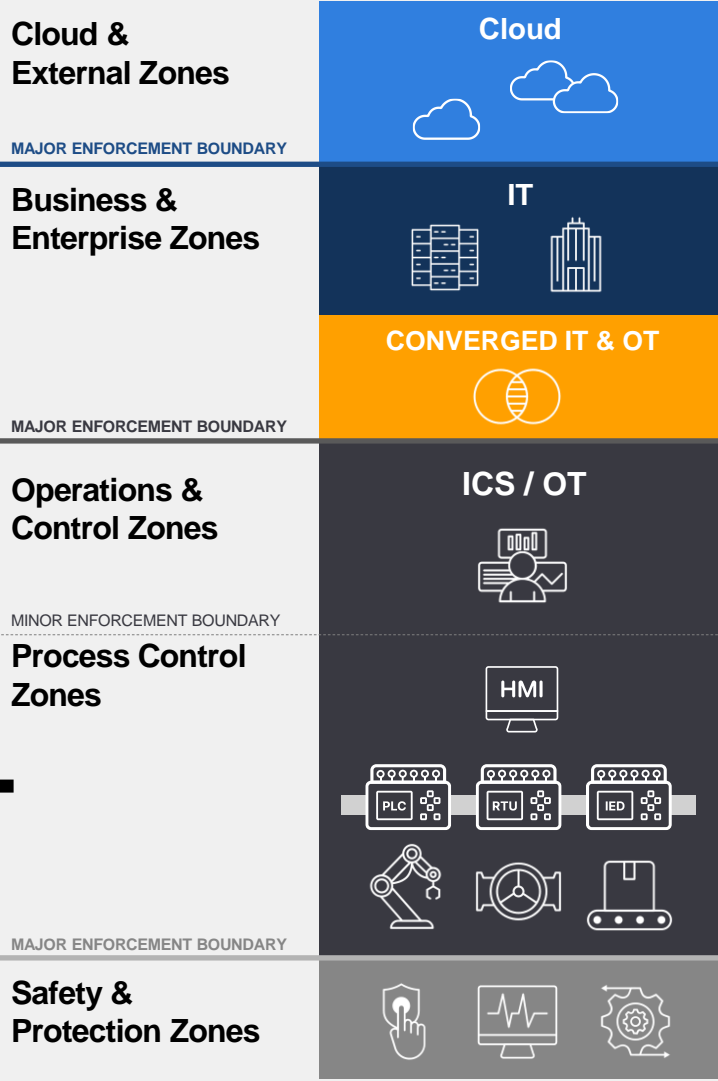 Cloud &
External Zones
MAJOR ENFORCEMENT BOUNDARY
Cloud
Business &
Enterprise Zones
IT
CONVERGED IT & OT
MAJOR ENFORCEMENT BOUNDARY
Operations &
Control Zones
ICS / OT
MINOR ENFORCEMENT BOUNDARY
Process Control
Zones
HMI
PLC
RTU
IED
MAJOR ENFORCEMENT BOUNDARY
Safety &
Protection Zones